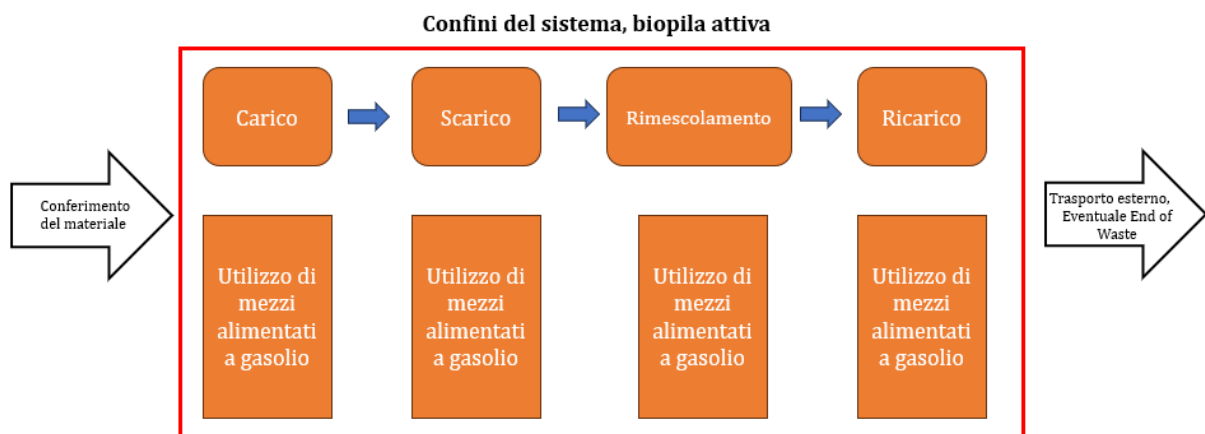 Confini del sistema, biopila attiva
Carico
Scarico
Rimescolamento
Ricarico
Conferimento
del materiale
Trasporto esterno,
Eventuale End of
Waste
Utilizzo di
mezzi
alimentati
a gasolio
Utilizzo di
mezzi
alimentati
a gasolio
Utilizzo di
mezzi
alimentati
a gasolio
Utilizzo di
mezzi
alimentati
a gasolio